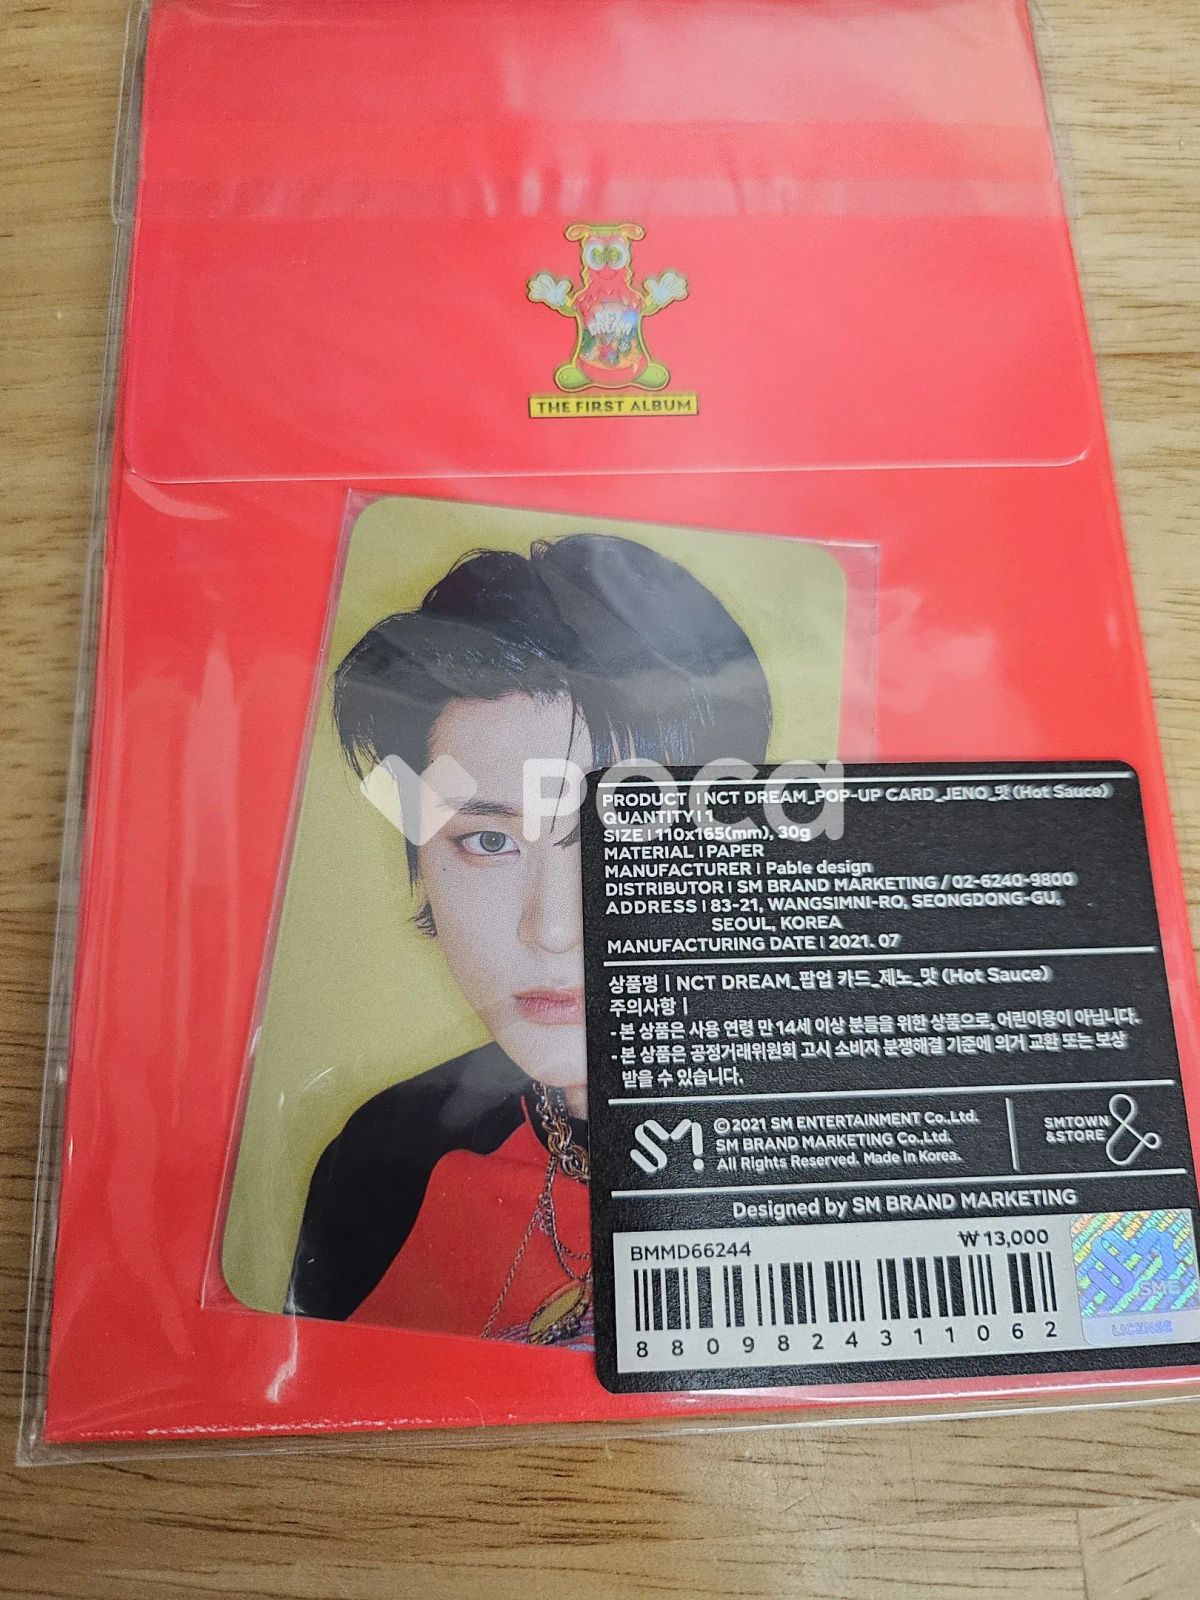 NCT
DREAM
THE FIRST ALBUM
Poca
PRODUCT | NCT DREAM_POP-UP CARD_JENO_맛 (Hot Sauce)
QUANTITY | 1
SIZE | 110x165(mm), 30g
MATERIAL | PAPER
MANUFACTURER | Pable design
DISTRIBUTOR | SM BRAND MARKETING / 02-6240-9800
ADDRESS | 83-21, WANGSIMNI-RO, SEONGDONG-GU,
SEOUL, KOREA
MANUFACTURING DATE | 2021. 07
상품명 | NCT DREAM_팝업 카드_제노_맛 (Hot Sauce)
주의사항 |
- 본 상품은 사용 연령 만 14세 이상 분들을 위한 상품으로, 어린이용이 아닙니다.
- 본 상품은 공정거래위원회 고시 소비자 분쟁해결 기준에 의거 교환 또는 보상
받을 수 있습니다.
SM!
© 2021 SM ENTERTAINMENT Co.,Ltd.
SM BRAND MARKETING Co.,Ltd.
All Rights Reserved. Made In Korea.
SMTOWN
&STORE
&
Designed by SM BRAND MARKETING
BMMD66244
₩ 13,000
8809824311062
SME
LICENSE